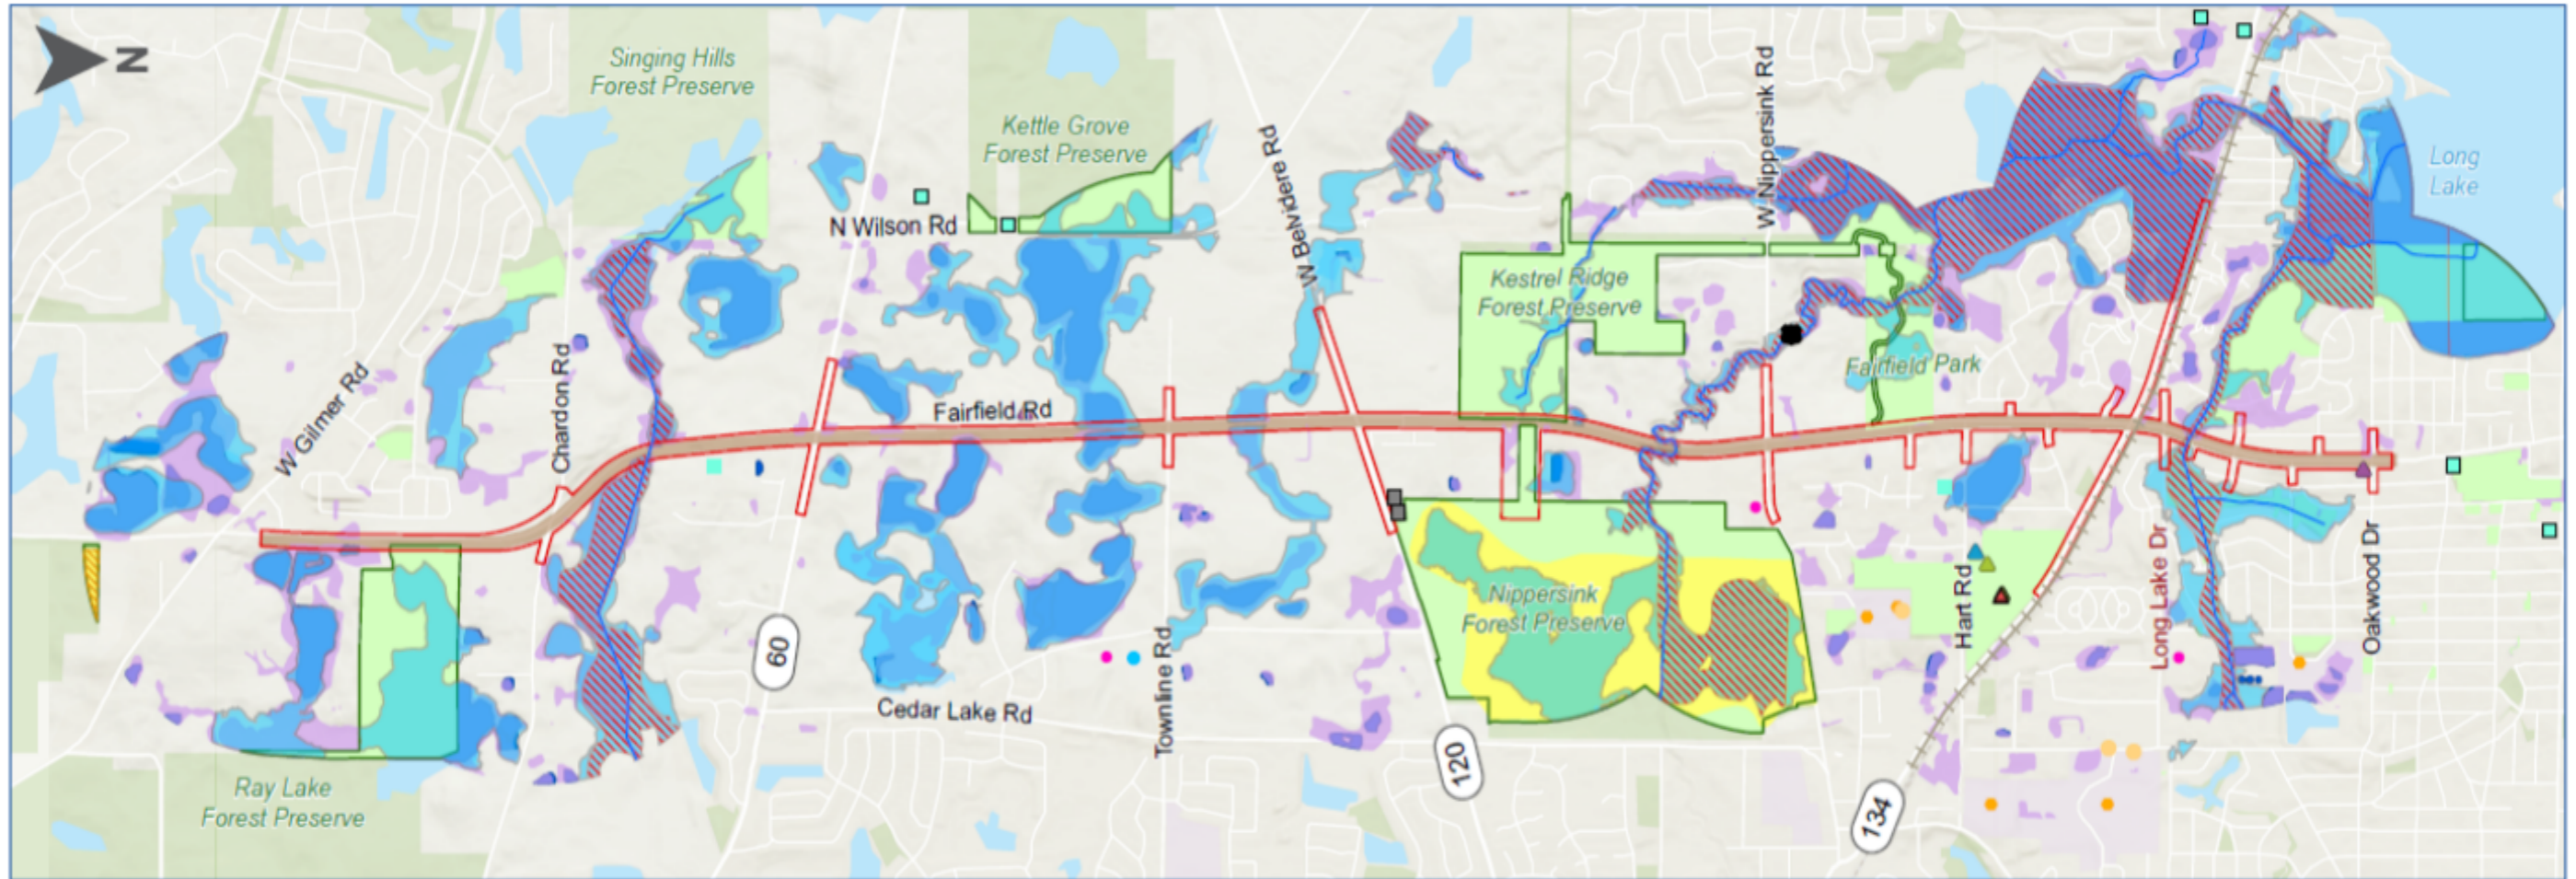 N
Singing Hills
Forest Preserve
Kettle Grove
Forest Preserve
N Wilson Rd
W Belvidere Rd
W Nippersink Rd
Long
Lake
Kestrel Ridge
Forest Preserve
Fairfield Park
W Gilmer Rd
Chardon Rd
Fairfield Rd
Nippersink
Forest Preserve
Hart Rd
Long Lake Dr
Oakwood Dr
60
Cedar Lake Rd
Townline Rd
120
134
Ray Lake
Forest Preserve